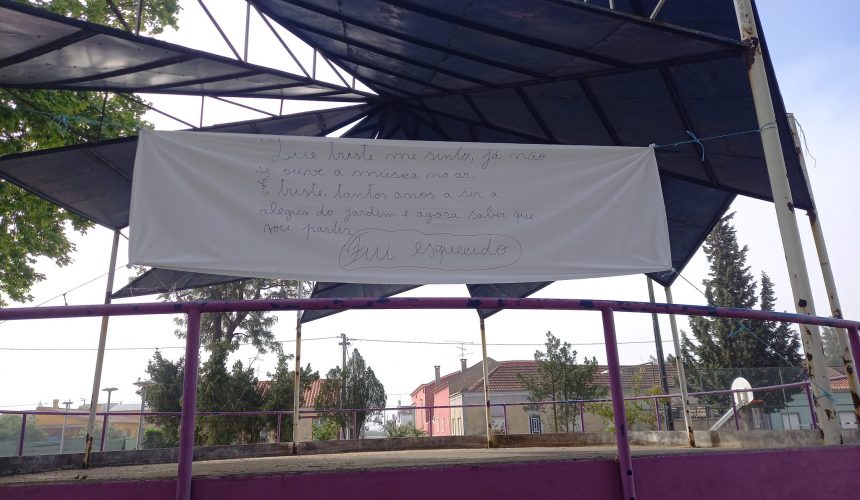 Que triste me sinto, já não
se ouve a música no ar.
É triste, tantos anos a ser a
alegria do jardim e agora saber que
vou partir
Fui esquecido